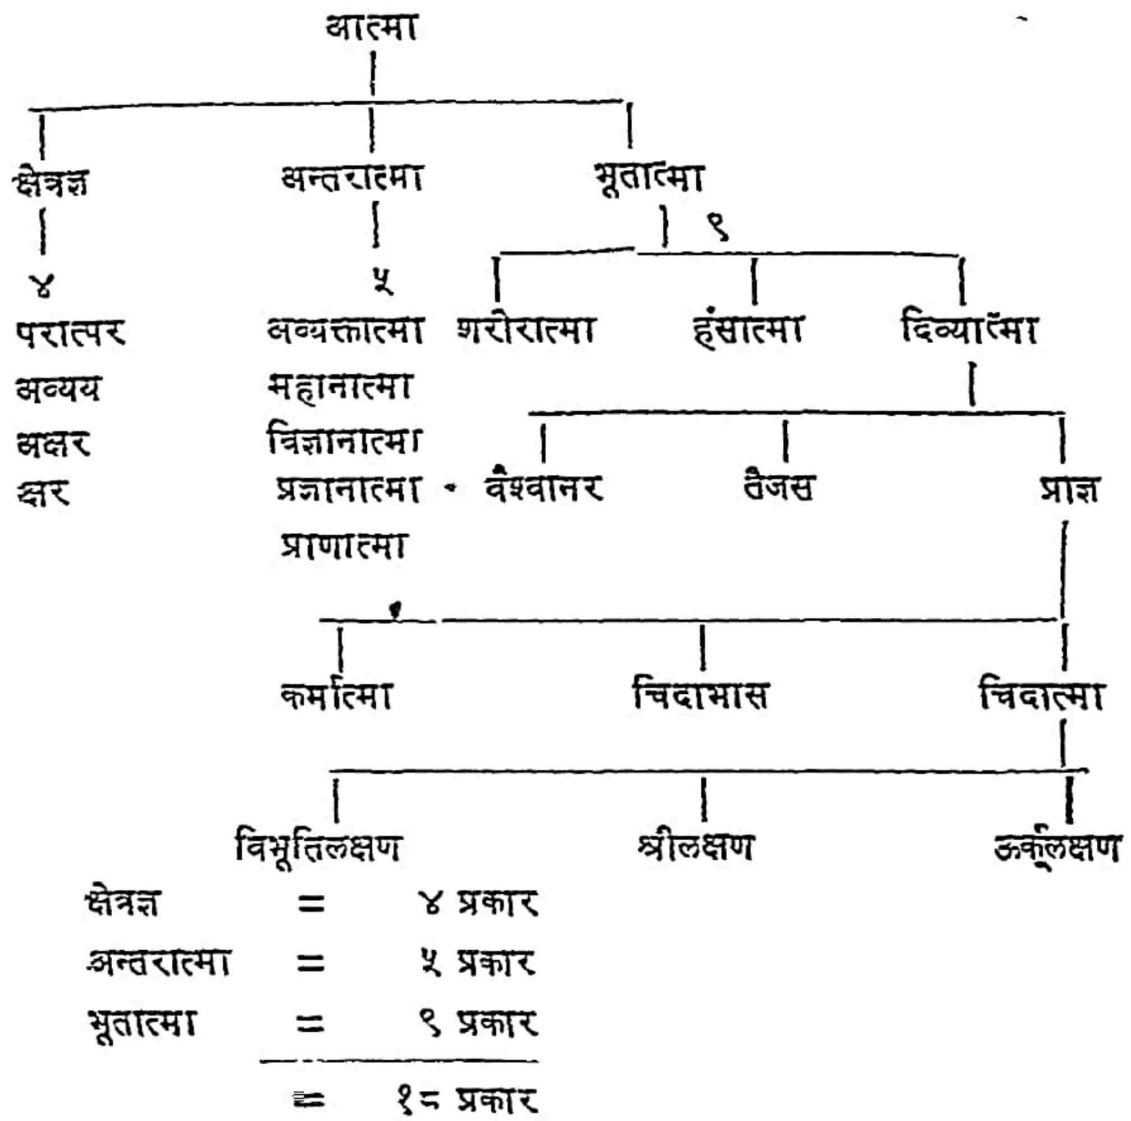 आत्मा
क्षेत्रज्ञ अन्तरात्मा भूतात्मा
९
४ ५
परात्पर अव्यक्तात्मा शरीरात्मा हंसात्मा दिव्यात्मा
अव्यय महानात्मा
अक्षर विज्ञानात्मा
क्षर प्रज्ञानात्मा वैश्वानर तैजस प्राज्ञ
प्राणात्मा
कर्मात्मा चिदाभास चिदात्मा
विभूतिलक्षण श्रीलक्षण ऊर्क्लक्षण
क्षेत्रज्ञ = ४ प्रकार
अन्तरात्मा = ५ प्रकार
भूतात्मा = ९ प्रकार
= १८ प्रकार